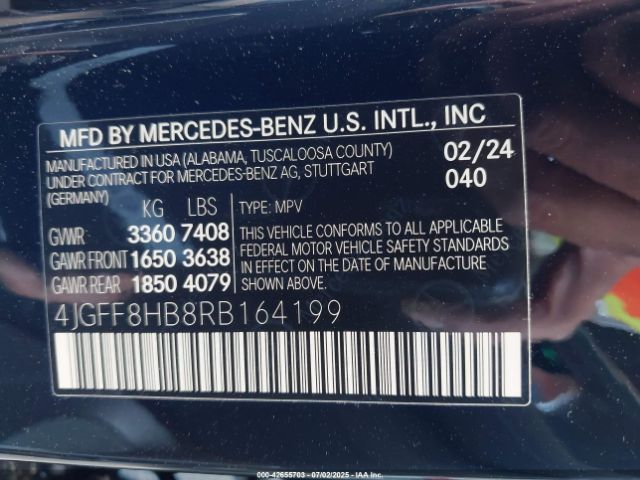 MFD BY MERCEDES-BENZ U.S. INTL., INC
MANUFACTURED IN USA (ALABAMA, TUSCALOOSA COUNTY)
UNDER CONTRACT FOR MERCEDES-BENZ AG, STUTTGART
(GERMANY)
02/24
040
KG LBS
GVWR 3360 7408
GAWR FRONT 1650 3638
GAWR REAR 1850 4079
TYPE: MPV
THIS VEHICLE CONFORMS TO ALL APPLICABLE
FEDERAL MOTOR VEHICLE SAFETY STANDARDS
IN EFFECT ON THE DATE OF MANUFACTURE
SHOWN ABOVE.
4JGFF8HB8RB164199
© - 42655703 - 07/02/2025 - IAAI.COM